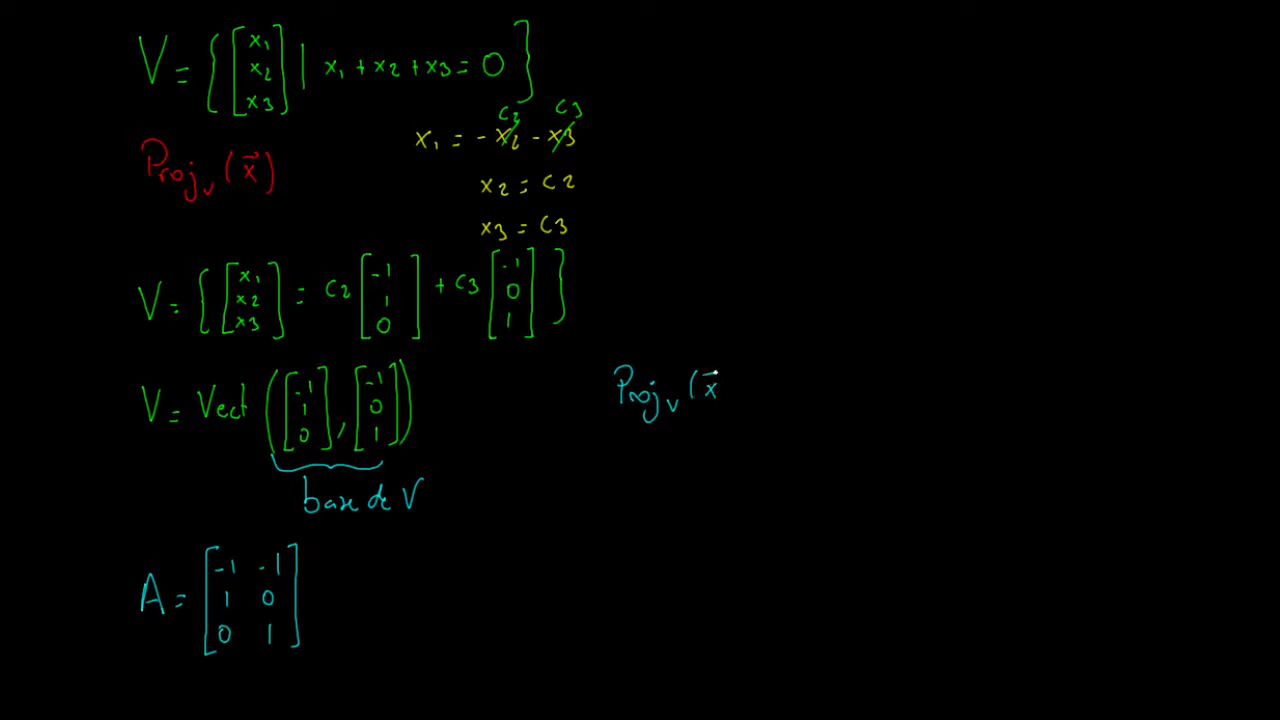 V = { [x1 x2 x3] | x1 + x2 + x3 = 0 }
c2 c3
x1 = - x2 - x3
Projv (x⃗)
x2 = c2
x3 = c3
V = { [x1 x2 x3] = c2 [-1 1 0] + c3 [-1 0 1] }
V = Vect ( [-1 1 0] , [-1 0 1] )
Projv (x⃗
base de V
A = [-1 -1
1 0
0 1]